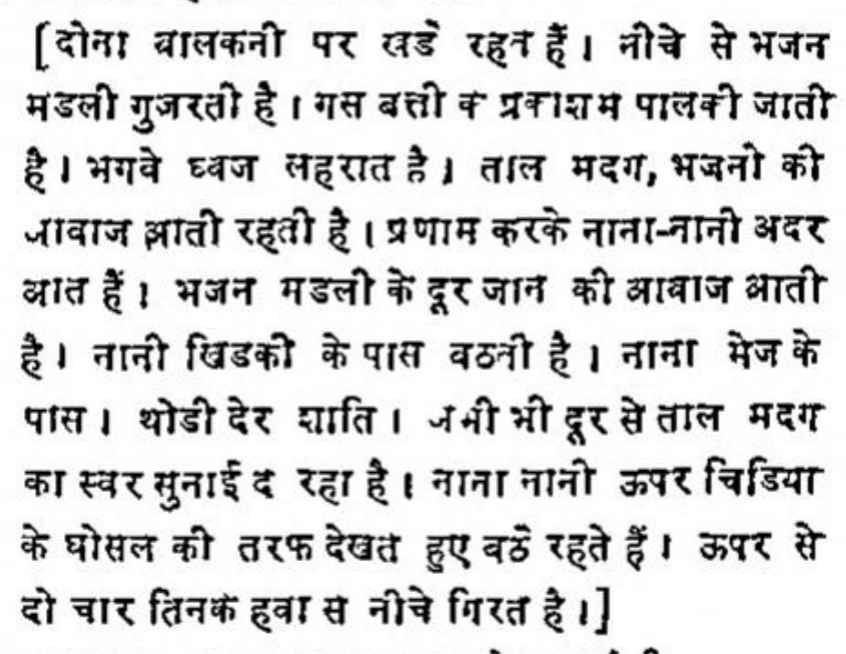 [दोना बालकनी पर खडे रहत हैं। नीचे से भजन
मडली गुजरती है। गस बत्ती क प्रकाशम पालकी जाती
है। भगवे ध्वज लहरात है। ताल मदग, भजनो की
आवाज आती रहती है। प्रणाम करके नाना-नानी अदर
आत हैं। भजन मडली के दूर जान की आवाज आती
है। नानी खिडकी के पास बठती है। नाना मेज के
पास। थोडी देर शाति। अभी भी दूर से ताल मदग
का स्वर सुनाई द रहा है। नाना नानी ऊपर चिडिया
के घोसल की तरफ देखत हुए बठे रहते हैं। ऊपर से
दो चार तिनक हवा स नीचे गिरत है।]